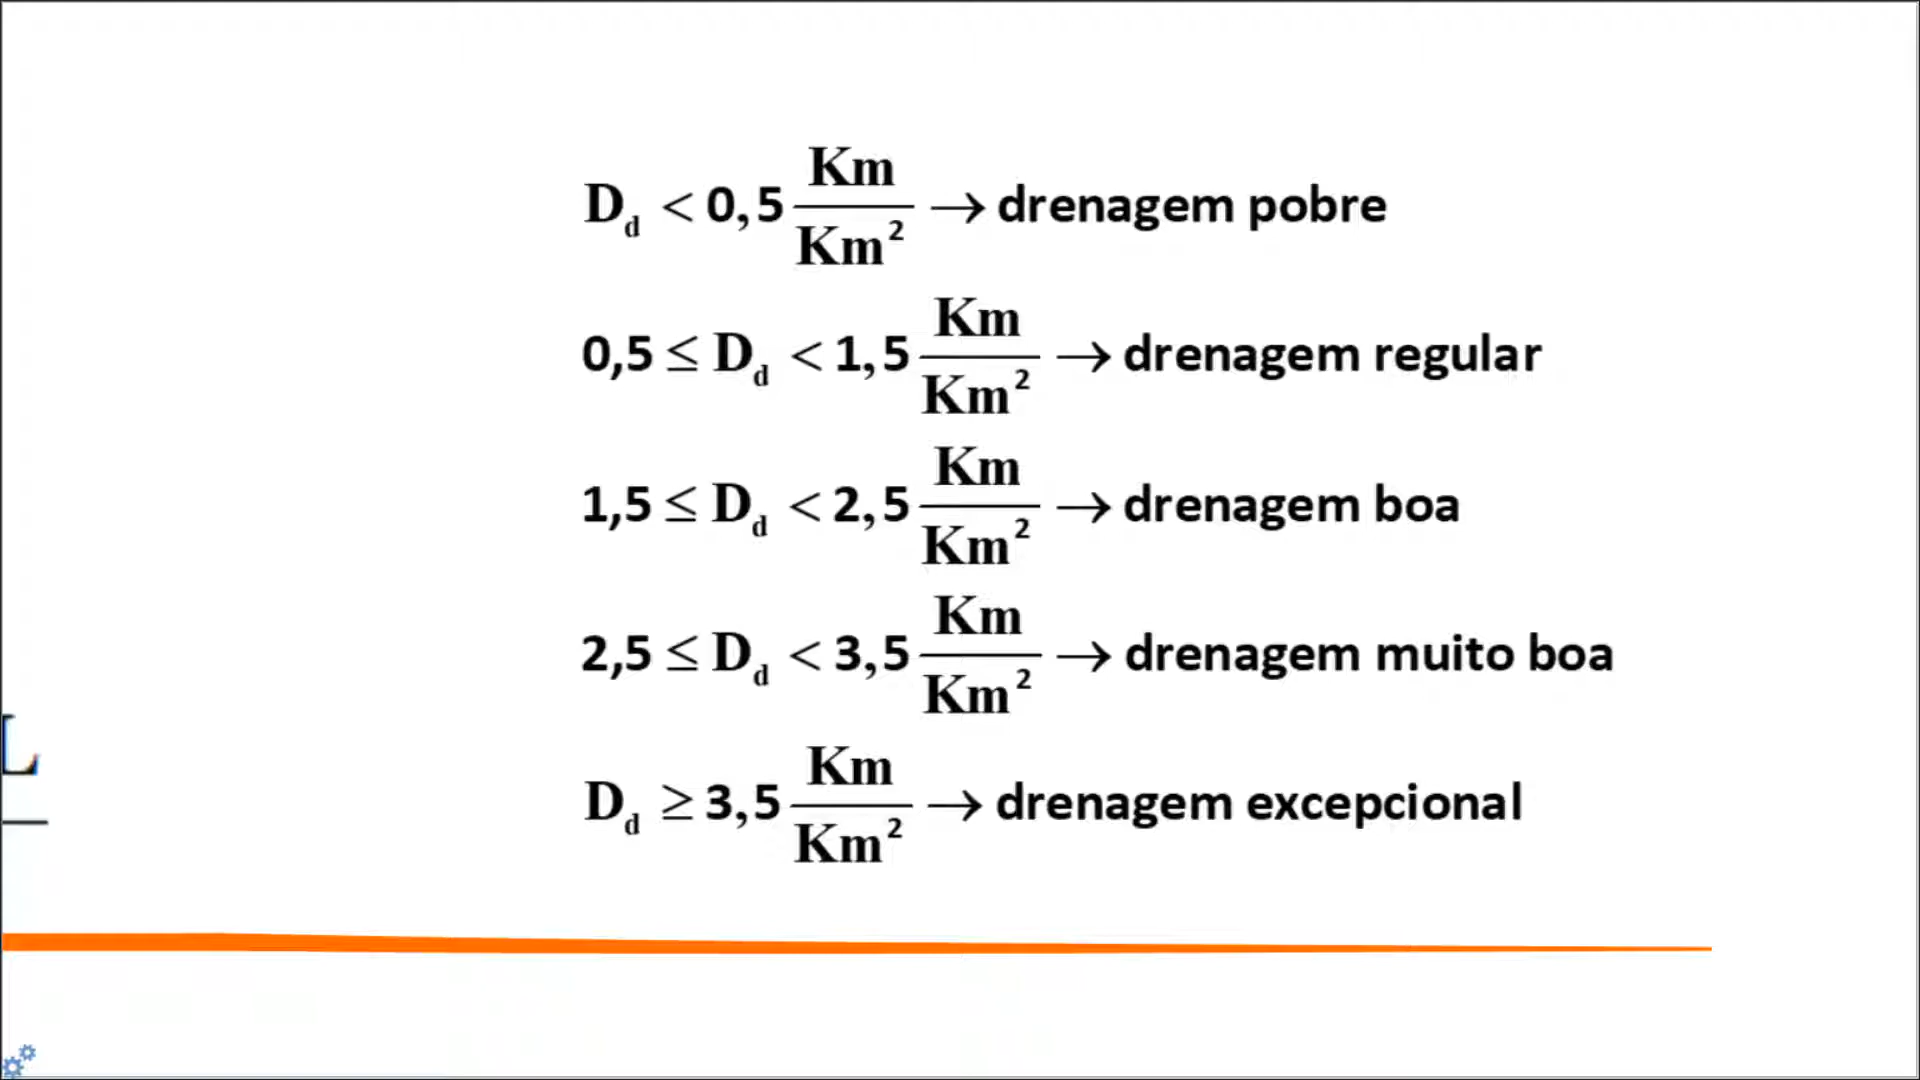 D_d < 0,5 Km/Km² → drenagem pobre
0,5 ≤ D_d < 1,5 Km/Km² → drenagem regular
1,5 ≤ D_d < 2,5 Km/Km² → drenagem boa
2,5 ≤ D_d < 3,5 Km/Km² → drenagem muito boa
L
D_d ≥ 3,5 Km/Km² → drenagem excepcional